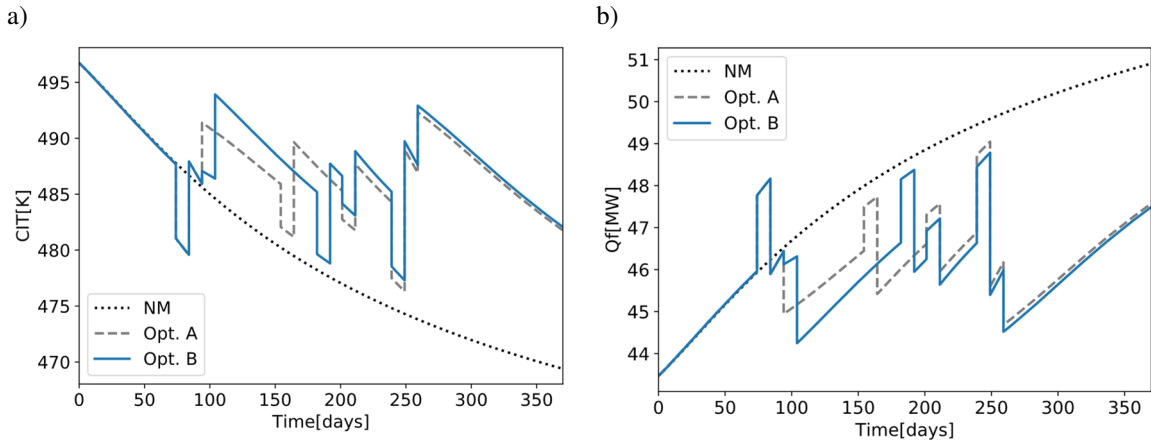 a)
b)
CIT[K]
495
490
485
480
475
470
NM
Opt. A
Opt. B
0 50 100 150 200 250 300 350
Time[days]
Qf[MW]
51
50
49
48
47
46
45
44
NM
Opt. A
Opt. B
0 50 100 150 200 250 300 350
Time[days]